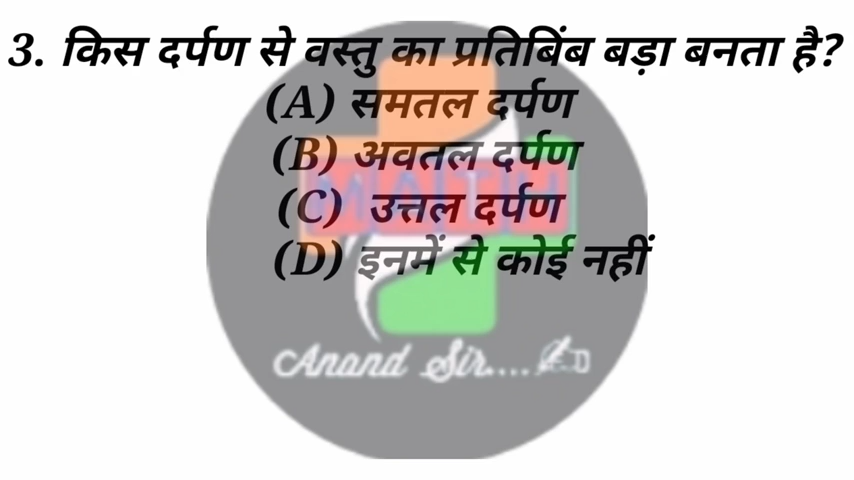 3. किस दर्पण से वस्तु का प्रतिबिंब बड़ा बनता है?
(A) समतल दर्पण
(B) अवतल दर्पण
(C) उत्तल दर्पण
(D) इनमें से कोई नहीं
MATH
Anand Sir....✍